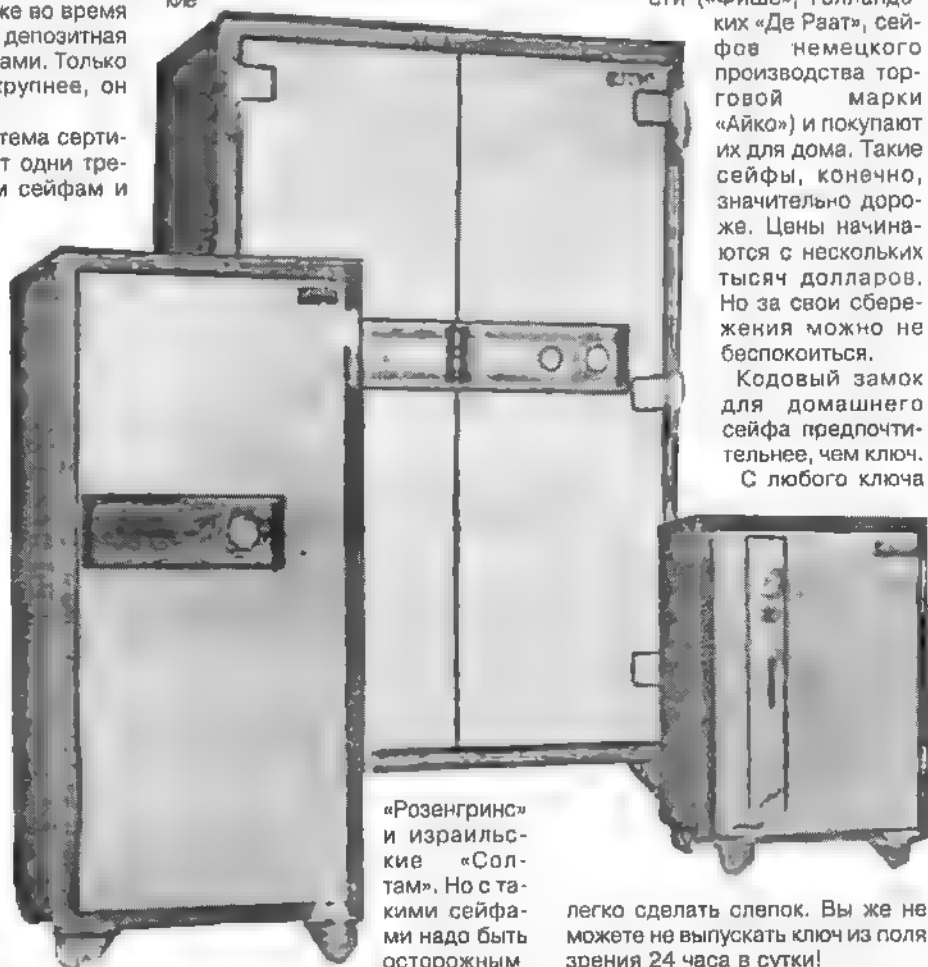 же во время
депозитная
ами. Только
крупнее, он
тема серти-
т одни тре-
м сейфам и
кие
«Розенгринс»
и израильс-
кие «Сол-
там». Но с та-
кими сейфа-
ми надо быть
осторожным
сти («Фише»,
ких «Де Раат», сей-
фов немецкого
производства тор-
говой марки
«Айко») и покупают
их для дома. Такие
сейфы, конечно,
значительно доро-
же. Цены начина-
ются с нескольких
тысяч долларов.
Но за свои сбере-
жения можно не
беспокоиться.
Кодовый замок
для домашнего
сейфа предпочти-
тельнее, чем ключ.
С любого ключа
легко сделать слепок. Вы же не
можете не выпускать ключ из поля
зрения 24 часа в сутки!